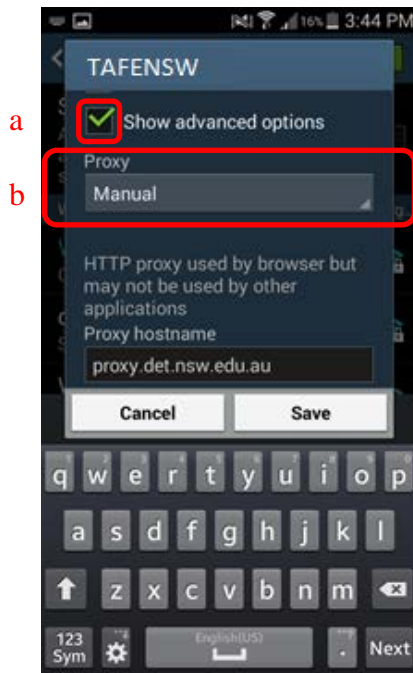 16% 3:44 PM
TAFENSW
a
Show advanced options
b
Proxy
Manual
HTTP proxy used by browser but
may not be used by other
applications
Proxy hostname
proxy.det.nsw.edu.au
Cancel Save
q w e r t y u i o p
a s d f g h j k l
z x c v b n m
123
Sym
English(US)
.
Next